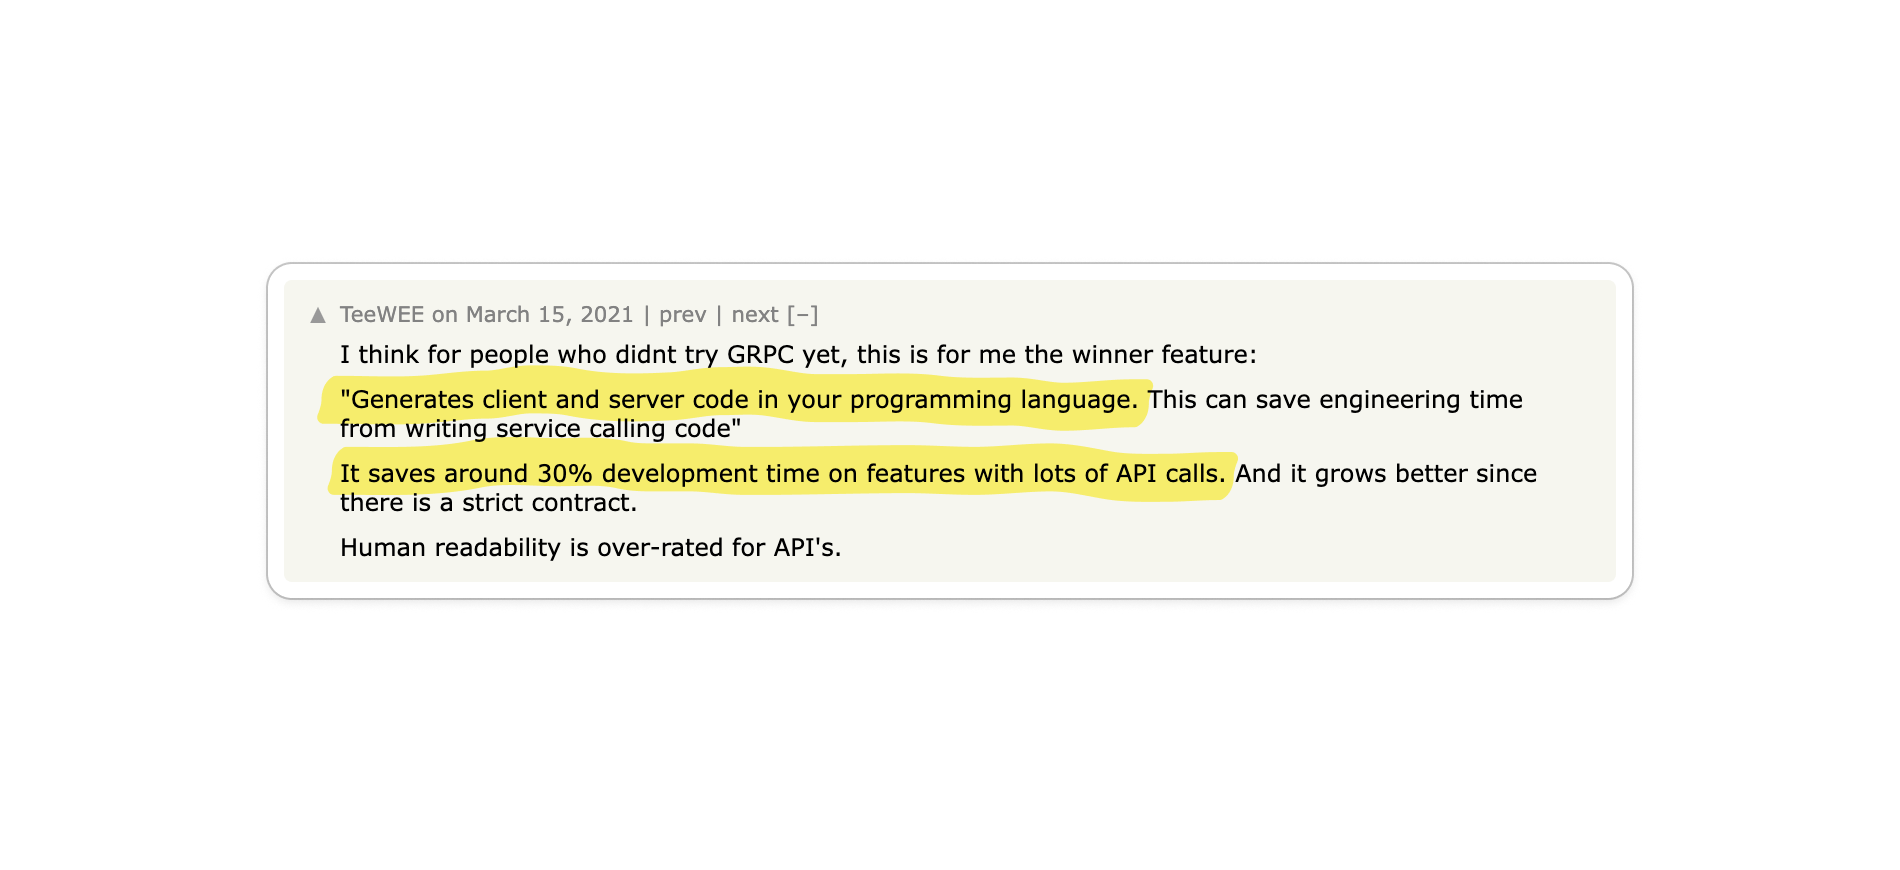 ▲ TeeWEE on March 15, 2021 | prev | next [–]
I think for people who didnt try GRPC yet, this is for me the winner feature:
"Generates client and server code in your programming language. This can save engineering time
from writing service calling code"
It saves around 30% development time on features with lots of API calls. And it grows better since
there is a strict contract.
Human readability is over-rated for API's.